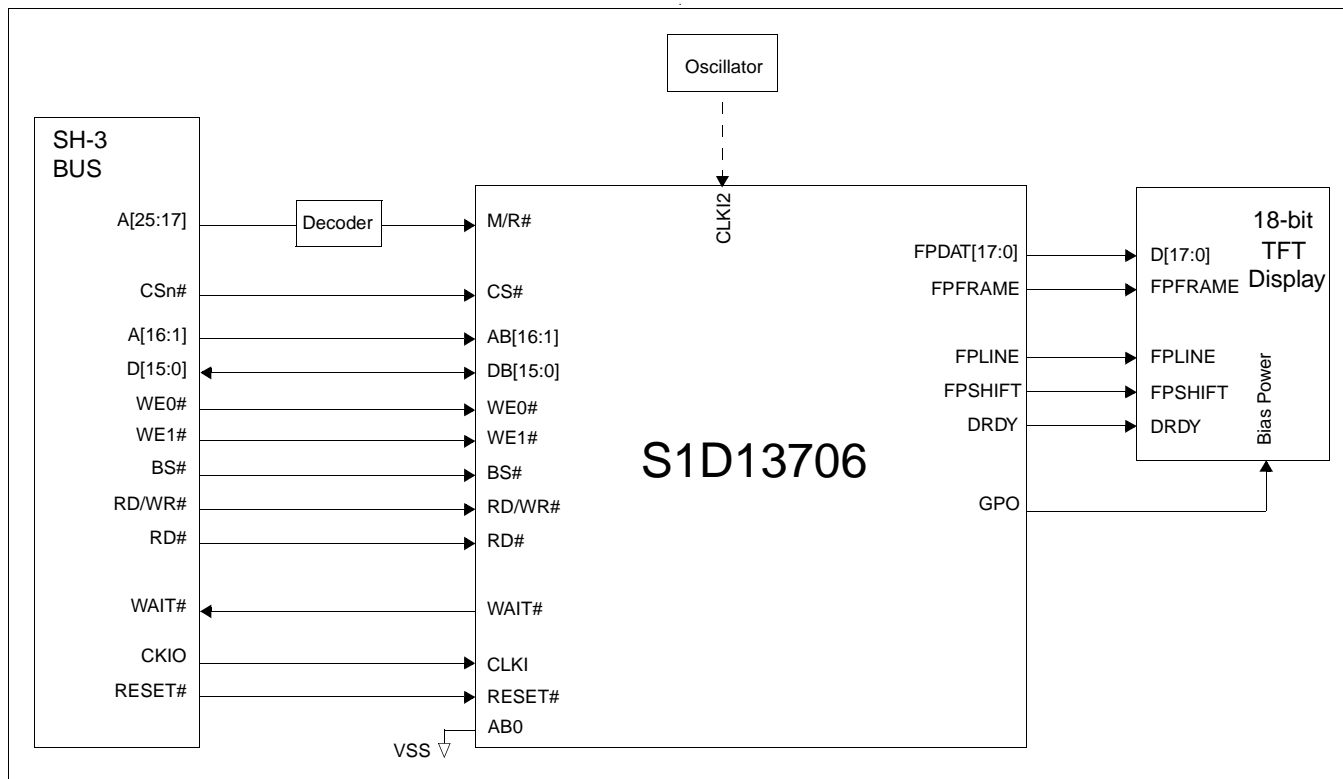 Oscillator
SH-3
BUS
A[25:17]
Decoder
M/R#
CLKI2
CSn#
CS#
A[16:1]
AB[16:1]
D[15:0]
DB[15:0]
WE0#
WE0#
WE1#
WE1#
BS#
BS#
RD/WR#
RD/WR#
RD#
RD#
WAIT#
WAIT#
CKIO
CLKI
RESET#
RESET#
AB0
VSS
S1D13706
FPDAT[17:0]
FPFRAME
FPLINE
FPSHIFT
DRDY
GPO
18-bit
TFT
Display
D[17:0]
FPFRAME
FPLINE
FPSHIFT
DRDY
Bias Power